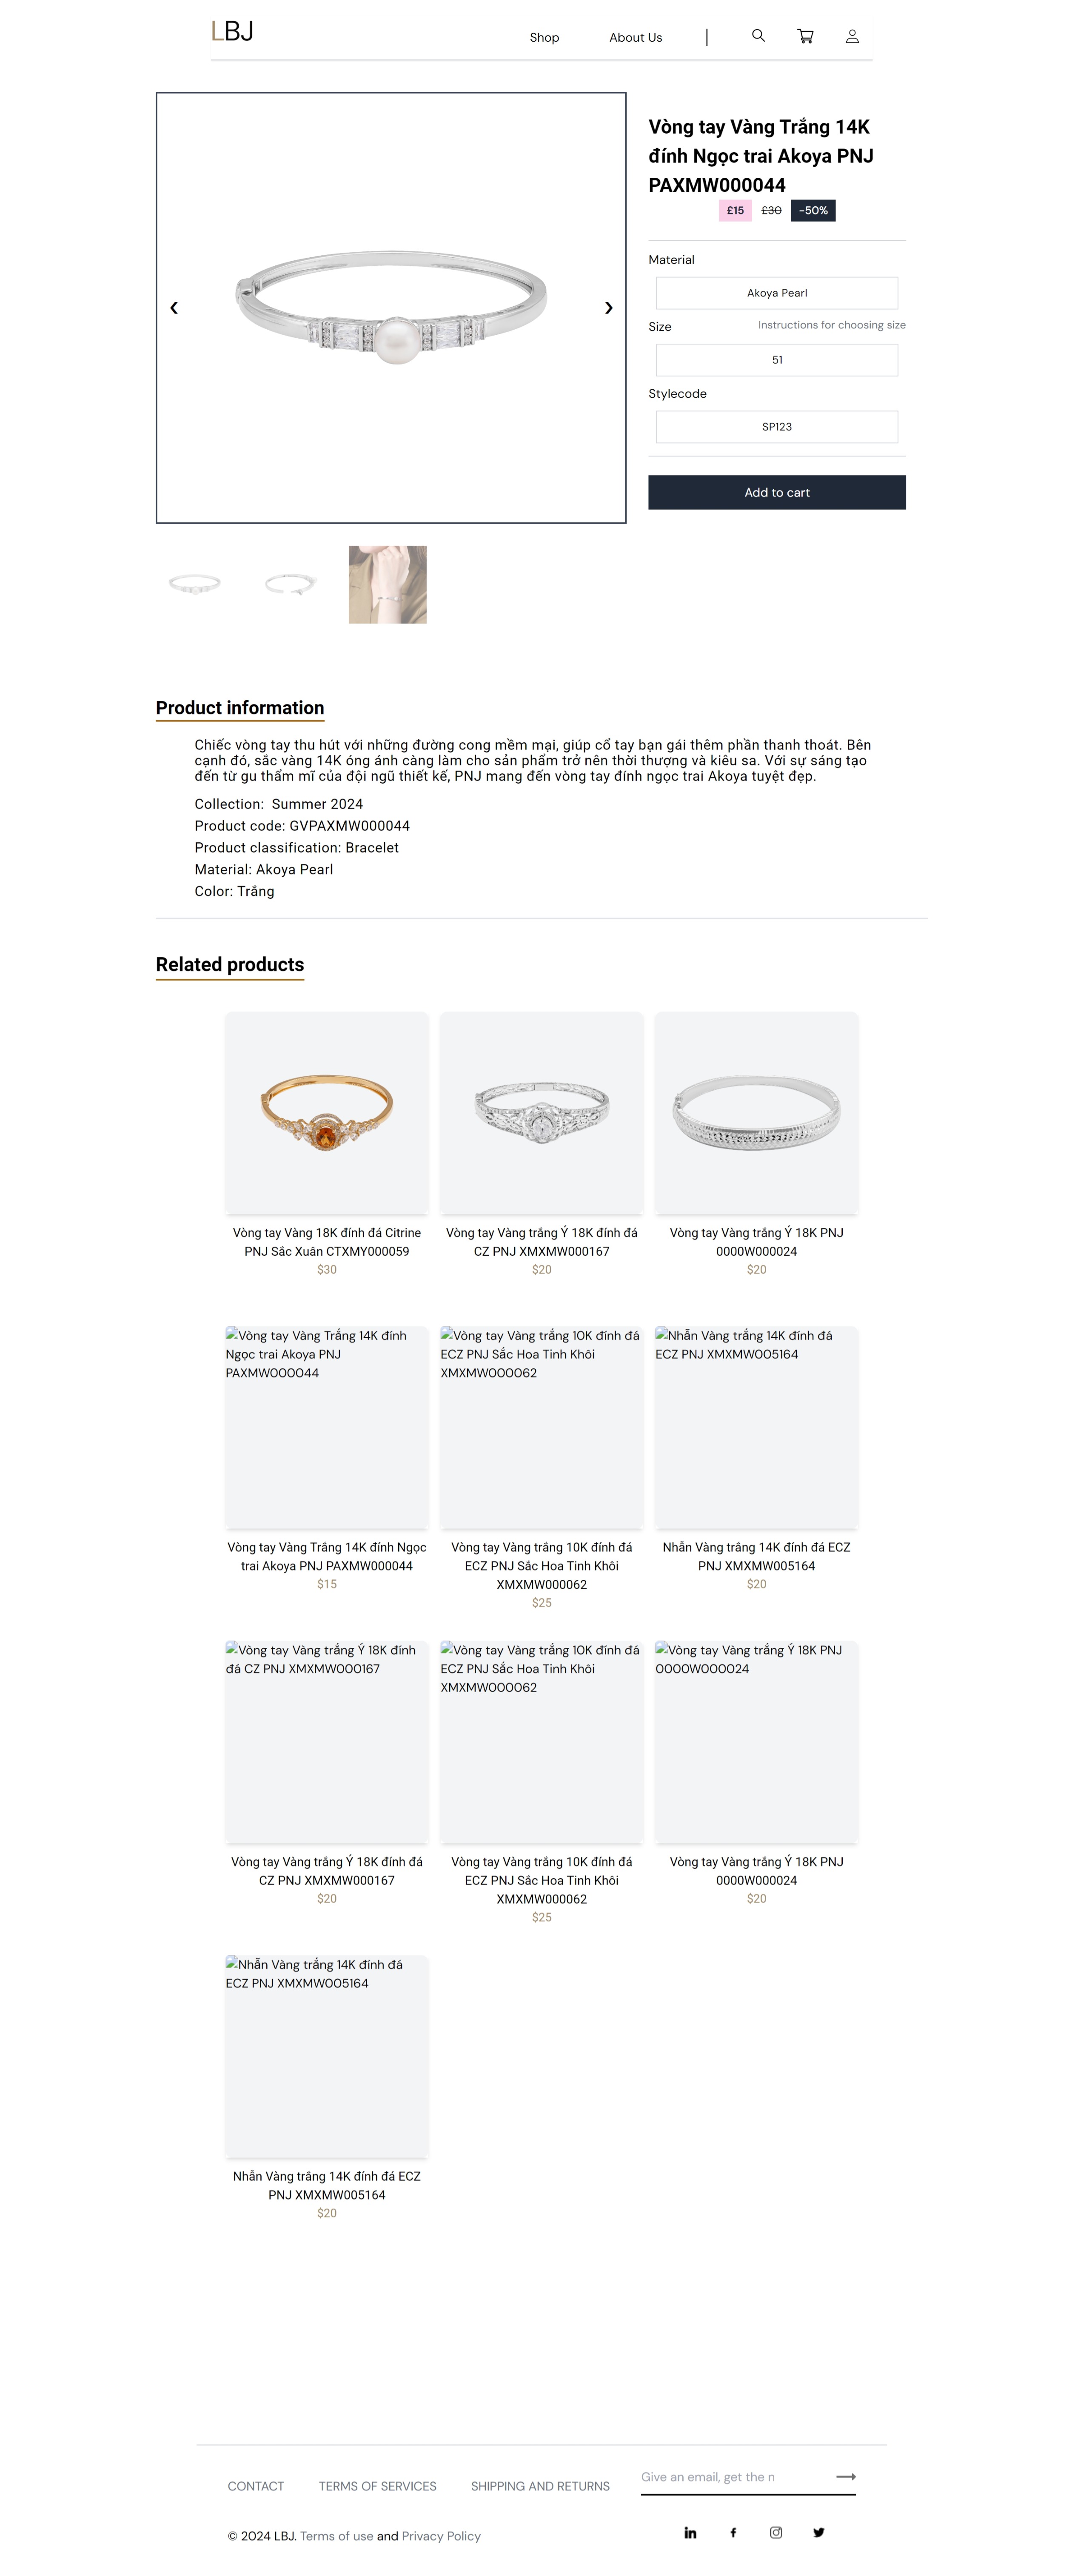 LBJ
Shop
About Us
Vòng tay Vàng Trắng 14K
đính Ngọc trai Akoya PNJ
PAXMW000044
£15 £30 -50%
Material
Akoya Pearl
Size Instructions for choosing size
51
Stylecode
SP123
Add to cart
Product information
Chiếc vòng tay thu hút với những đường cong mềm mại, giúp cổ tay bạn gái thêm phần thanh thoát. Bên
cạnh đó, sắc vàng 14K óng ánh càng làm cho sản phẩm trở nên thời thượng và kiêu sa. Với sự sáng tạo
đến từ gu thẩm mĩ của đội ngũ thiết kế, PNJ mang đến vòng tay đính ngọc trai Akoya tuyệt đẹp.
Collection: Summer 2024
Product code: GVPAXMW000044
Product classification: Bracelet
Material: Akoya Pearl
Color: Trắng
Related products
Vòng tay Vàng 18K đính đá Citrine
PNJ Sắc Xuân CTXMY000059
$30
Vòng tay Vàng trắng Ý 18K đính đá
CZ PNJ XMXMW000167
$20
Vòng tay Vàng trắng Ý 18K PNJ
0000W000024
$20
Vòng tay Vàng Trắng 14K đính
Ngọc trai Akoya PNJ
PAXMW000044
Vòng tay Vàng Trắng 14K đính Ngọc
trai Akoya PNJ PAXMW000044
$15
Vòng tay Vàng trắng 10K đính đá
ECZ PNJ Sắc Hoa Tinh Khôi
XMXMW000062
Vòng tay Vàng trắng 10K đính đá
ECZ PNJ Sắc Hoa Tinh Khôi
XMXMW000062
$25
Nhẫn Vàng trắng 14K đính đá
ECZ PNJ XMXMW005164
Nhẫn Vàng trắng 14K đính đá ECZ
PNJ XMXMW005164
$20
Vòng tay Vàng trắng Ý 18K đính
đá CZ PNJ XMXMW000167
Vòng tay Vàng trắng Ý 18K đính đá
CZ PNJ XMXMW000167
$20
Vòng tay Vàng trắng 10K đính đá
ECZ PNJ Sắc Hoa Tinh Khôi
XMXMW000062
Vòng tay Vàng trắng 10K đính đá
ECZ PNJ Sắc Hoa Tinh Khôi
XMXMW000062
$25
Vòng tay Vàng trắng Ý 18K PNJ
0000W000024
Vòng tay Vàng trắng Ý 18K PNJ
0000W000024
$20
Nhẫn Vàng trắng 14K đính đá
ECZ PNJ XMXMW005164
Nhẫn Vàng trắng 14K đính đá ECZ
PNJ XMXMW005164
$20
CONTACT
TERMS OF SERVICES
SHIPPING AND RETURNS
Give an email, get the n
© 2024 LBJ. Terms of use and Privacy Policy